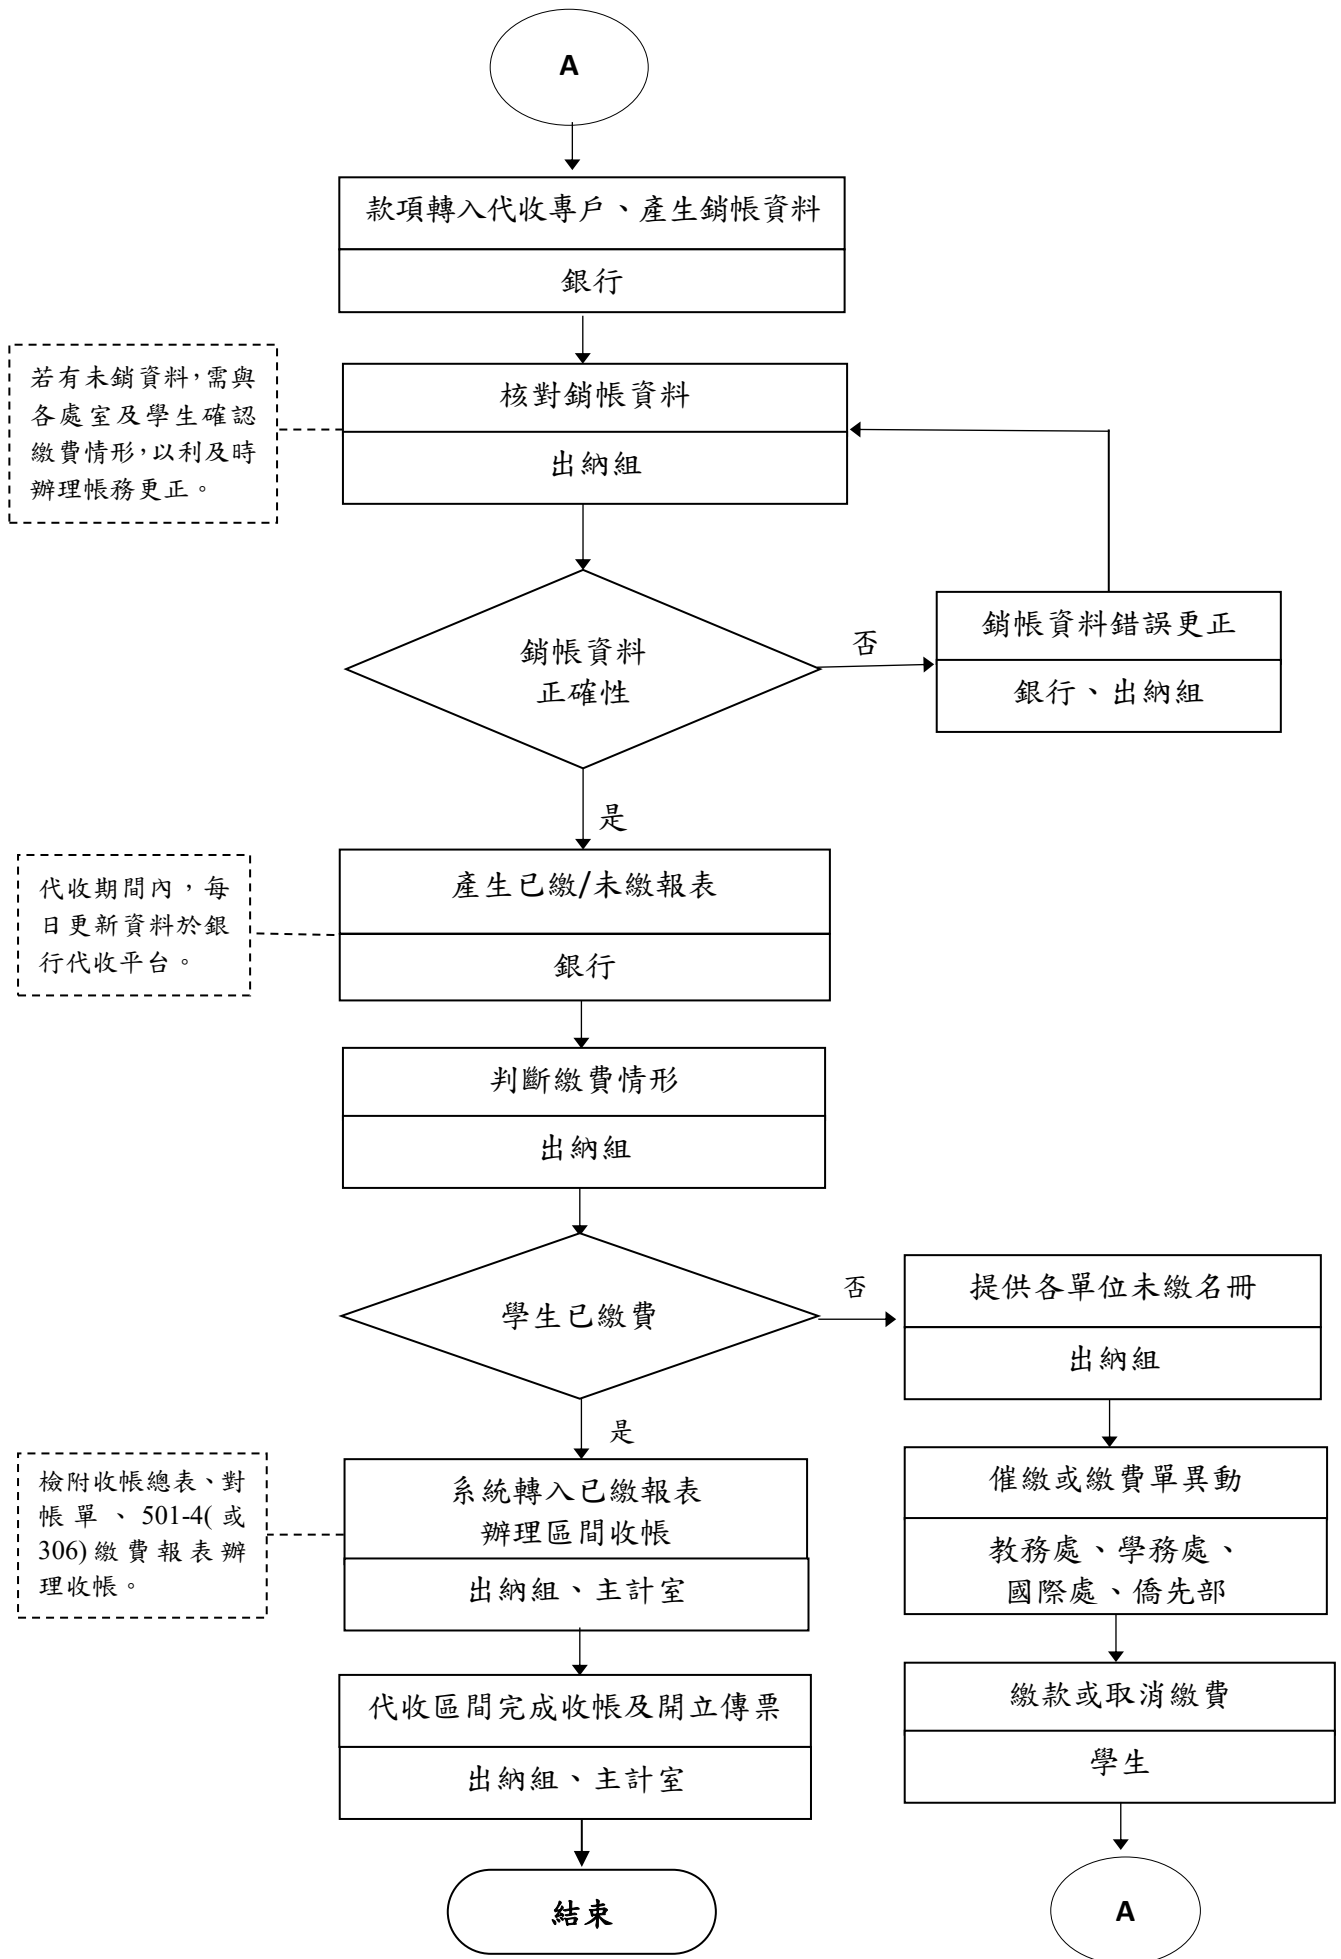 A
款項轉入代收專戶、產生銷帳資料
銀行
若有未銷資料,需與
各處室及學生確認
繳費情形,以利及時
辦理帳務更正。
核對銷帳資料
出納組
銷帳資料
正確性
否
銷帳資料錯誤更正
銀行、出納組
是
代收期間內,每
日更新資料於銀
行代收平台。
產生已繳/未繳報表
銀行
判斷繳費情形
出納組
學生已繳費
否
提供各單位未繳名冊
出納組
是
檢附收帳總表、對
帳單、501-4(或
306)繳費報表辦
理收帳。
系統轉入已繳報表
辦理區間收帳
出納組、主計室
催繳或繳費單異動
教務處、學務處、
國際處、僑先部
代收區間完成收帳及開立傳票
出納組、主計室
繳款或取消繳費
學生
結束
A